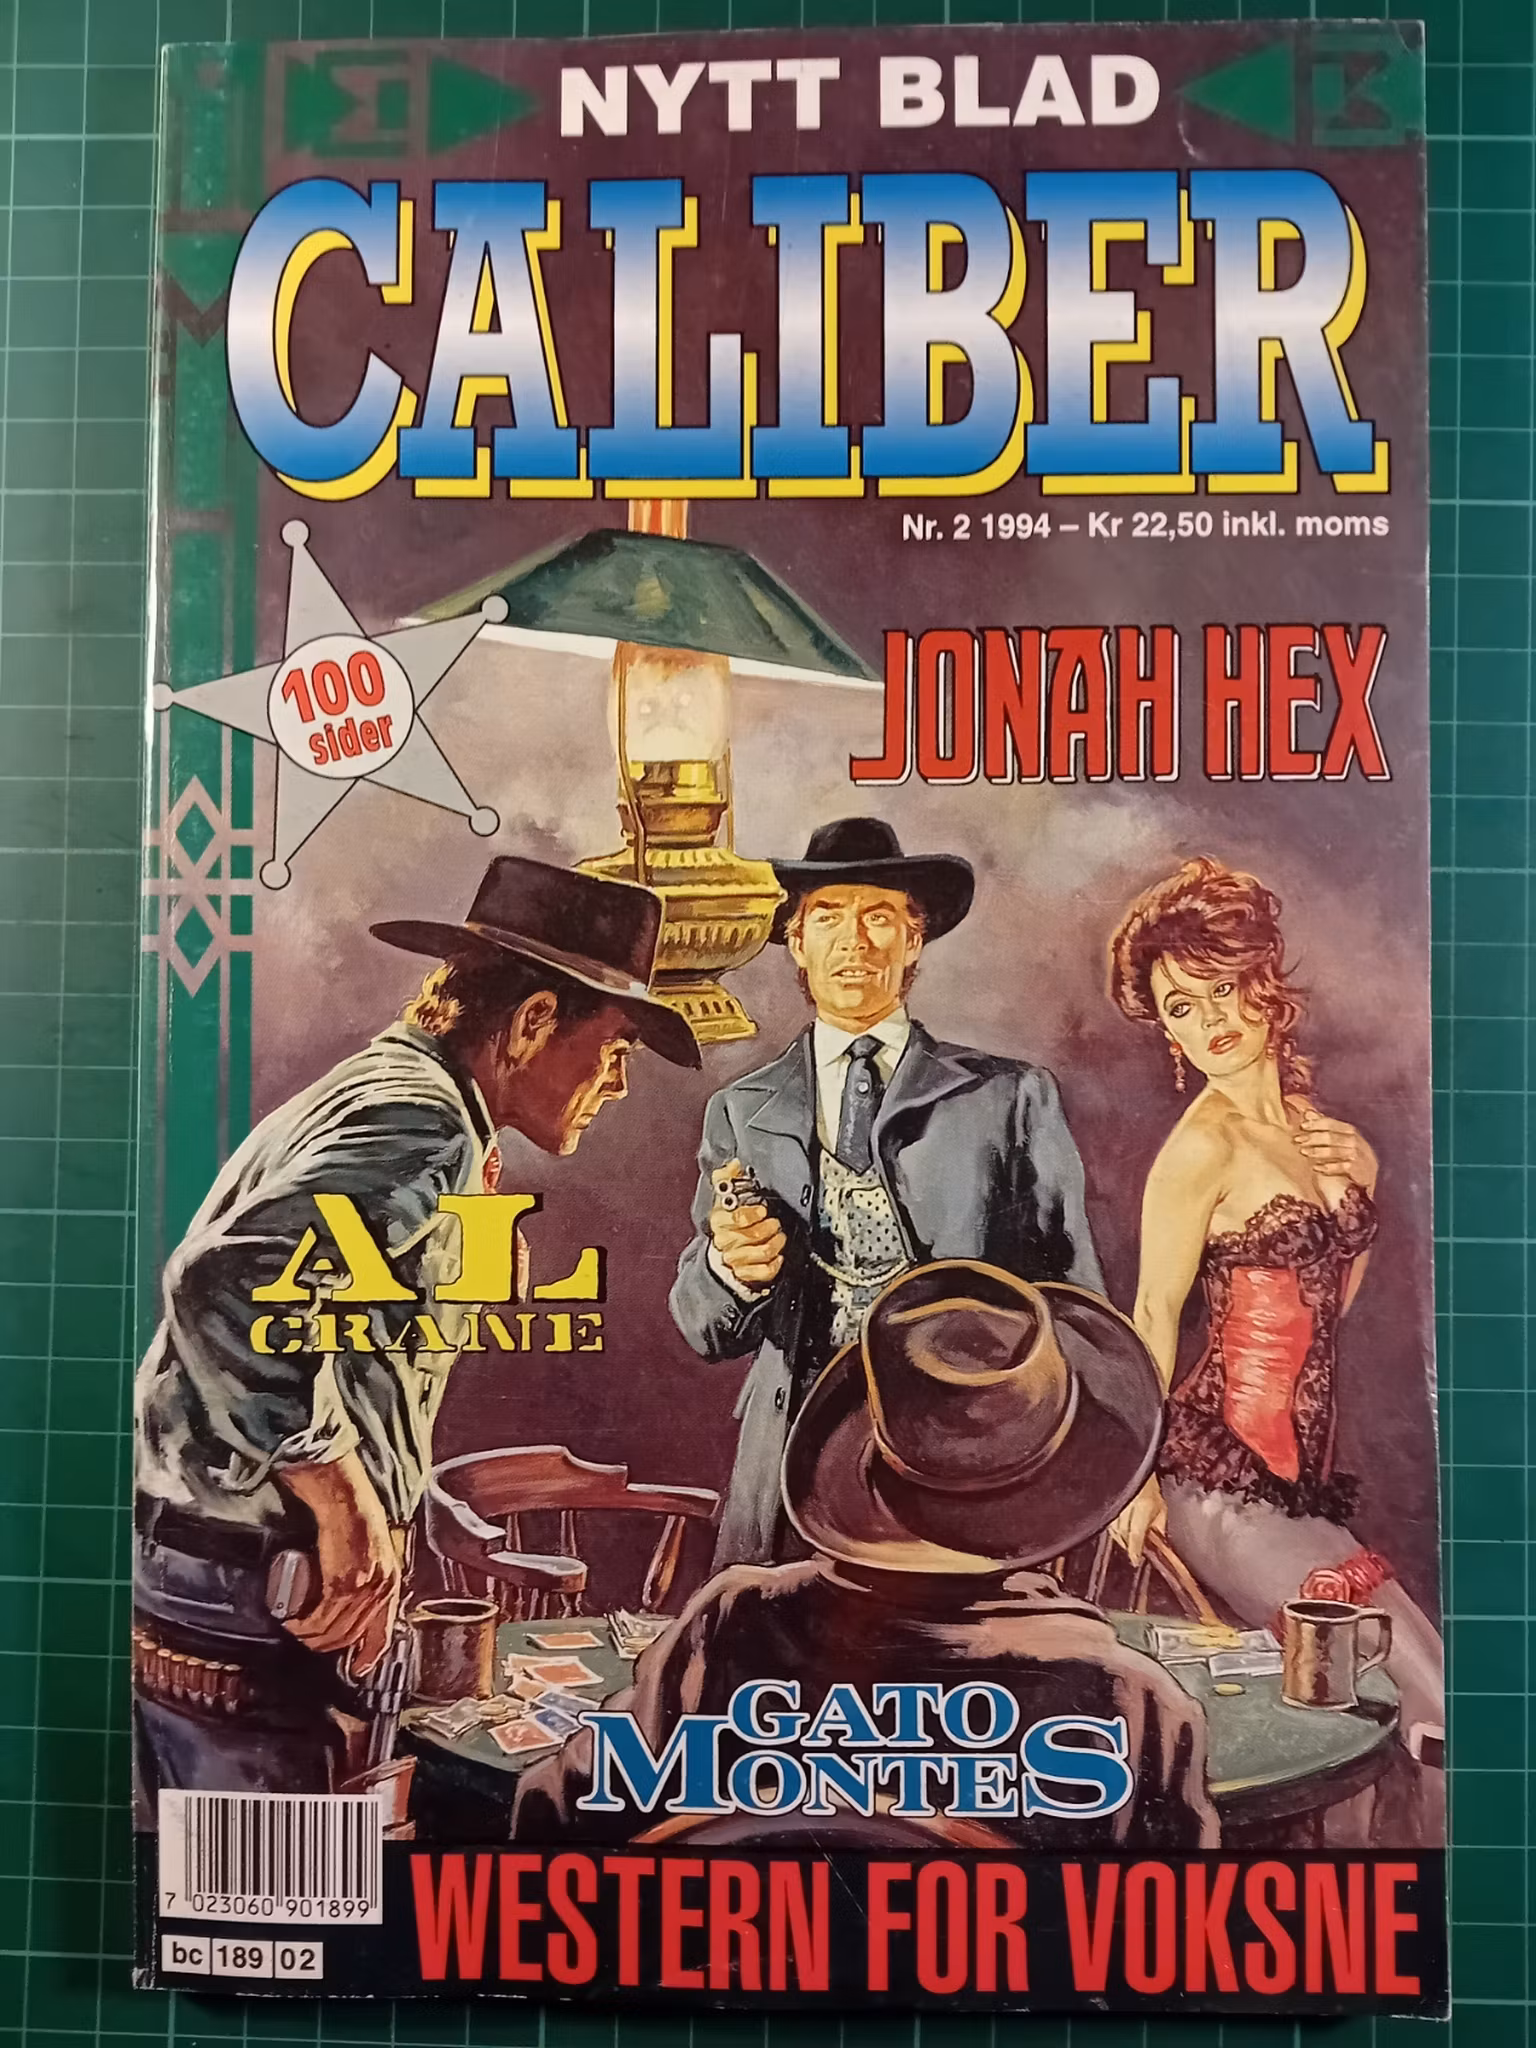 NYTT BLAD
CALIBER
Nr. 2 1994 – Kr 22,50 inkl. moms
100
sider
JONAH HEX
AL
CRANE
GATO
MONTES
7 023060 901899
bc 189 02
WESTERN FOR VOKSNE